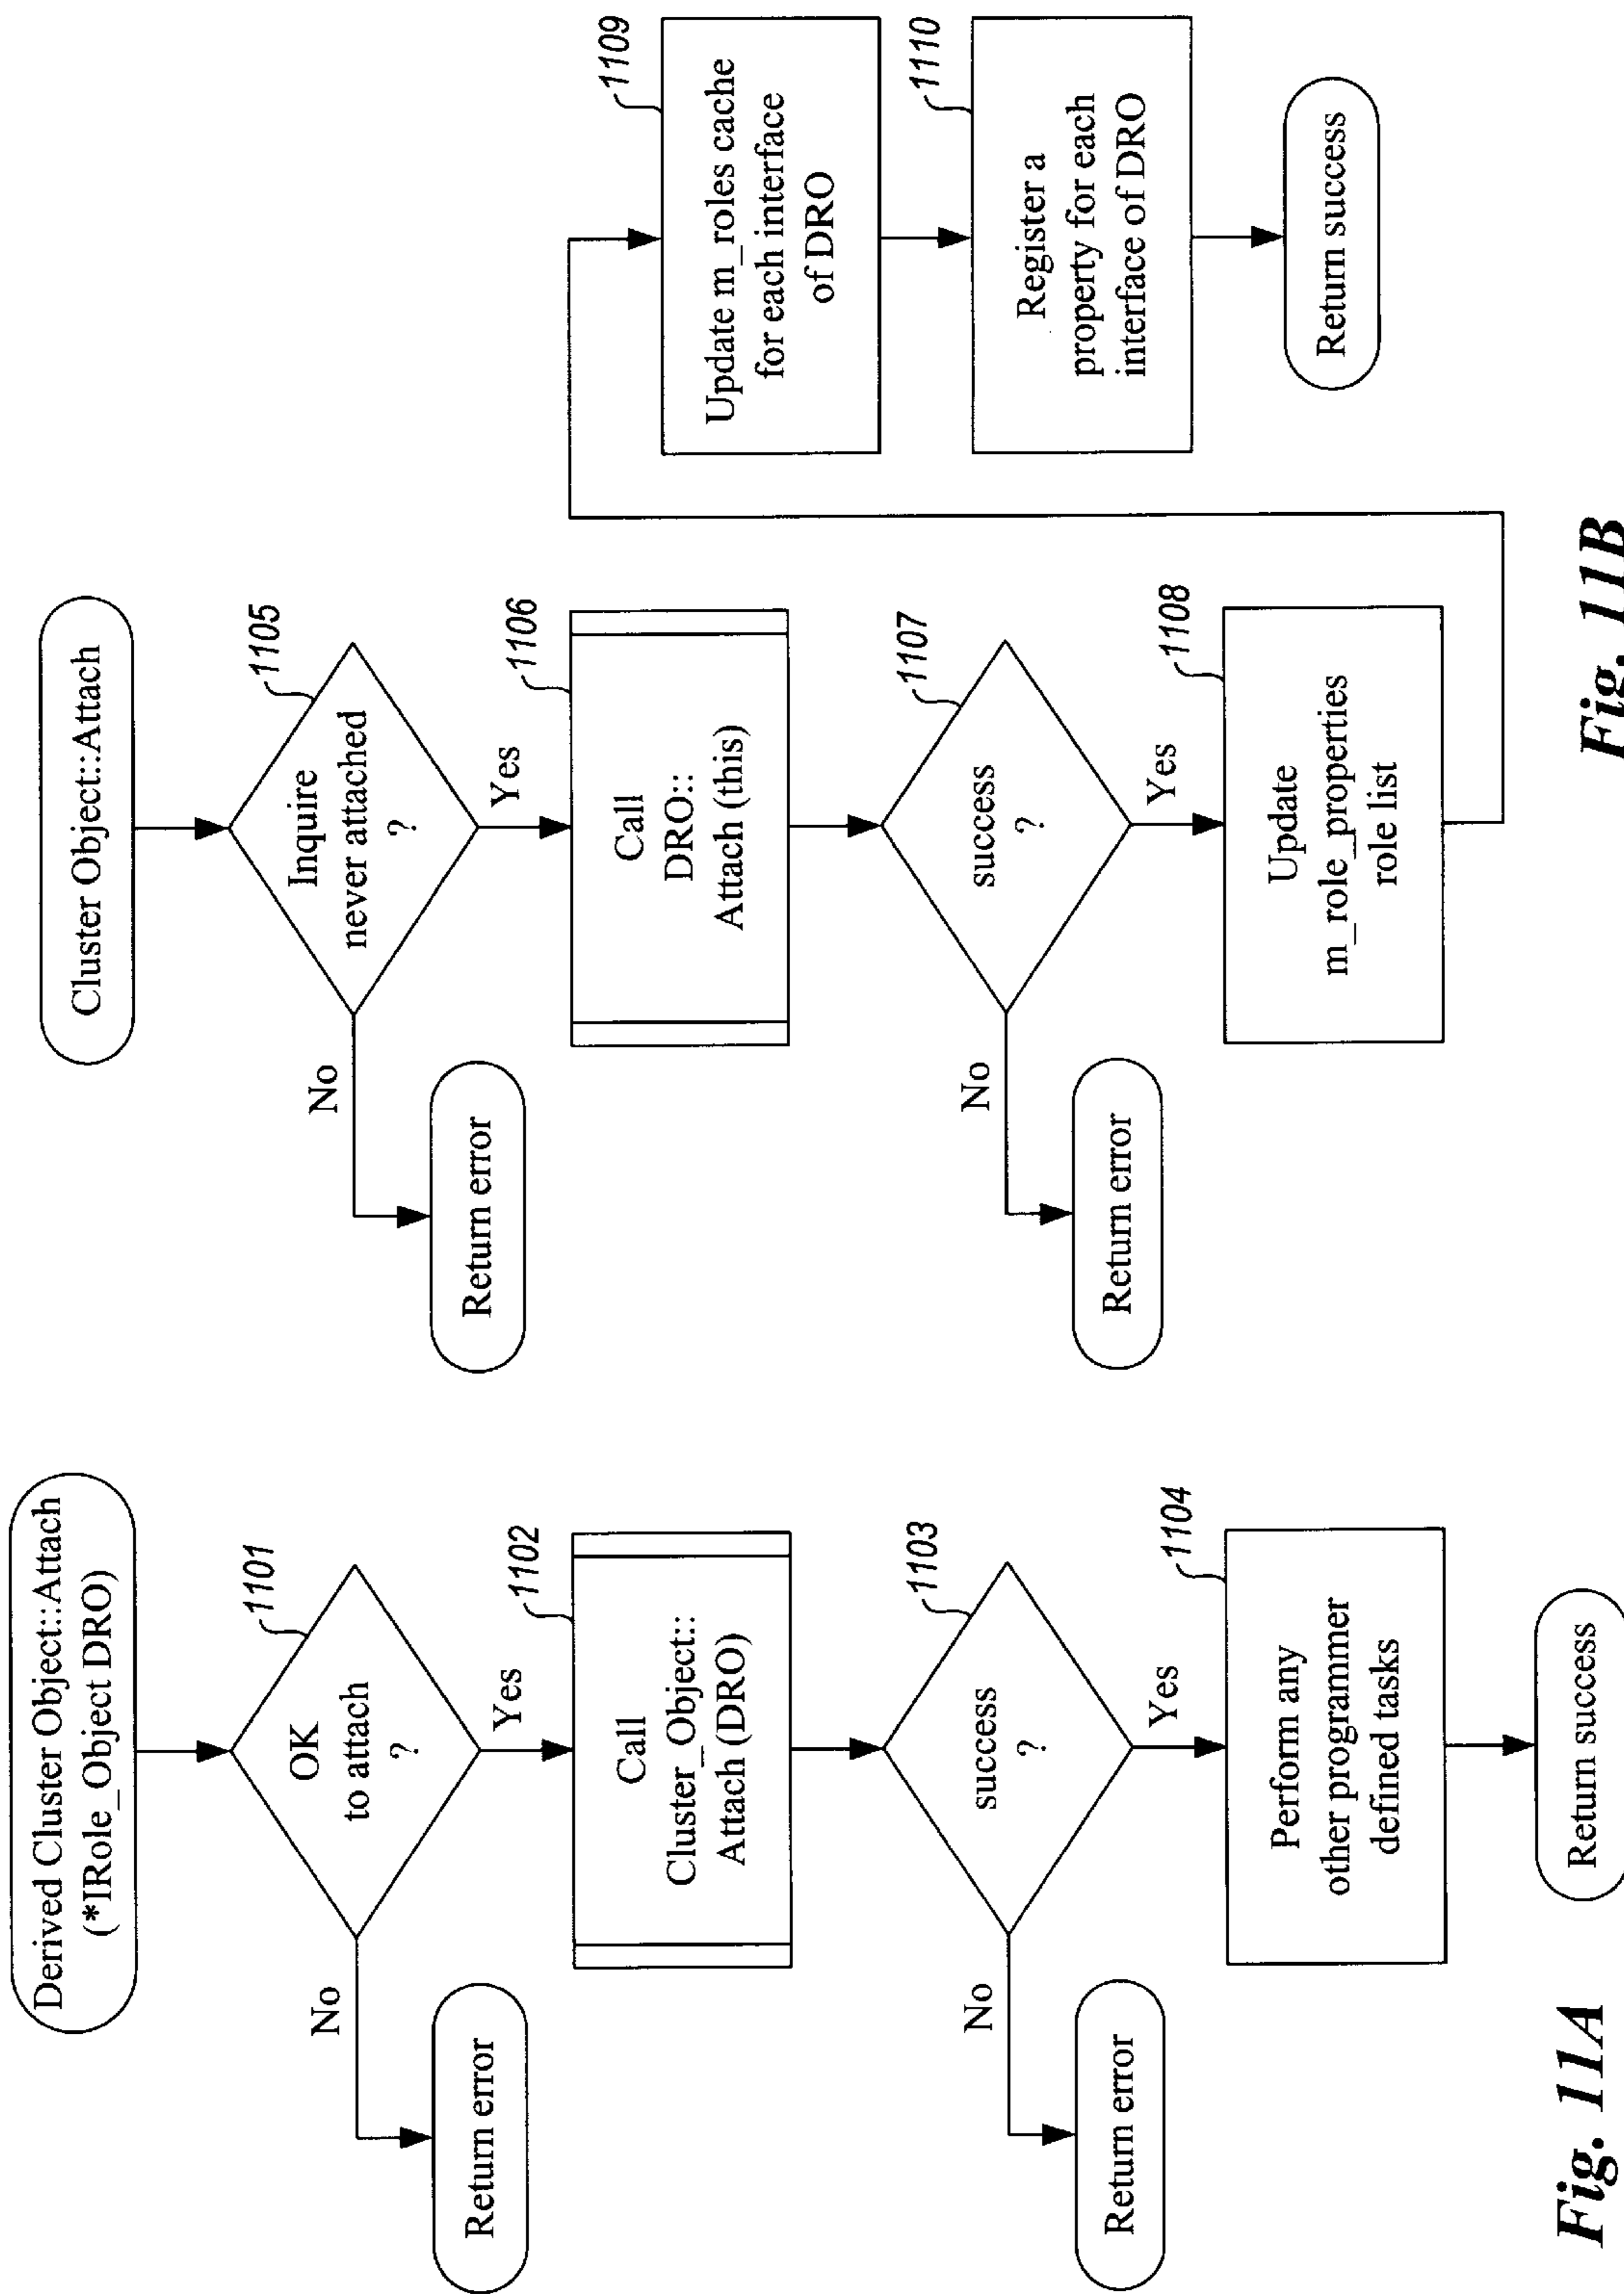 Derived Cluster Object::Attach
(*IRole_Object DRO)
1101
OK
to attach
?
No
Return error
Yes
1102
Call
Cluster_Object::
Attach (DRO)
1103
success
?
No
Return error
Yes
1104
Perform any
other programmer
defined tasks
Return success
Fig. 11A
Cluster Object::Attach
1105
Inquire
never attached
?
No
Return error
Yes
1106
Call
DRO::
Attach (this)
1107
success
?
No
Return error
Yes
1108
Update
m_role_properties
role list
1109
Update m_roles cache
for each interface
of DRO
1110
Register a
property for each
interface of DRO
Return success
Fig. 11B